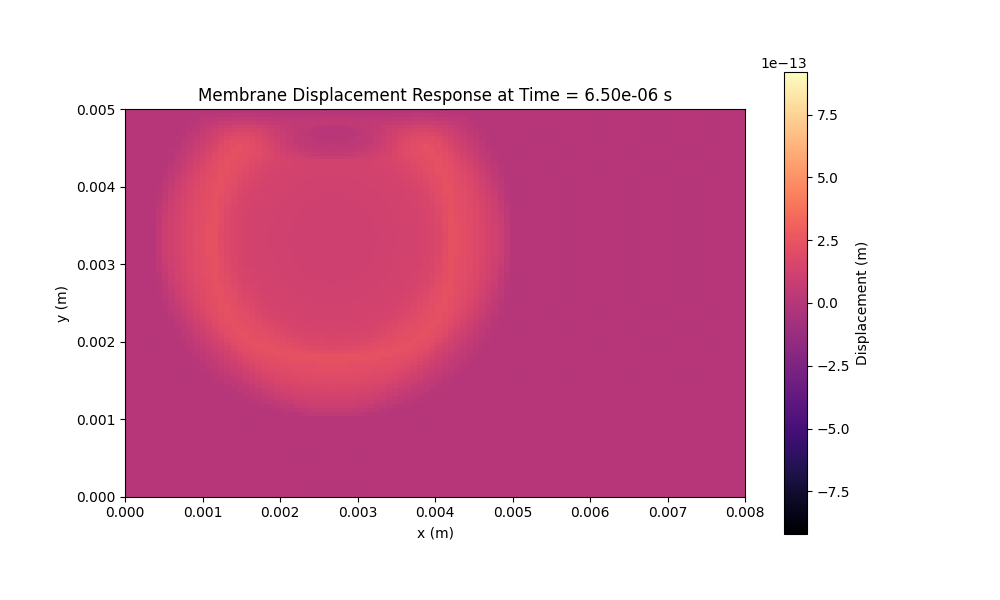 1e−13
Membrane Displacement Response at Time = 6.50e-06 s
0.005
0.004
0.003
0.002
0.001
0.000
y (m)
0.000 0.001 0.002 0.003 0.004 0.005 0.006 0.007 0.008
x (m)
7.5
5.0
2.5
0.0
−2.5
−5.0
−7.5
Displacement (m)